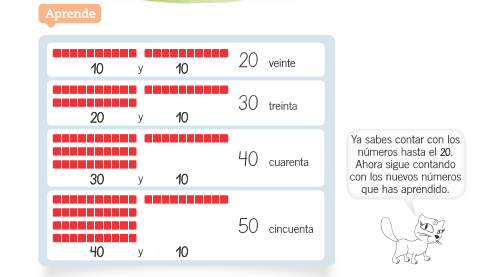 Aprende
10 y 10 20 veinte
20 y 10 30 treinta
30 y 10 40 cuarenta
40 y 10 50 cincuenta
Ya sabes contar con los
números hasta el 20.
Ahora sigue contando
con los nuevos números
que has aprendido.